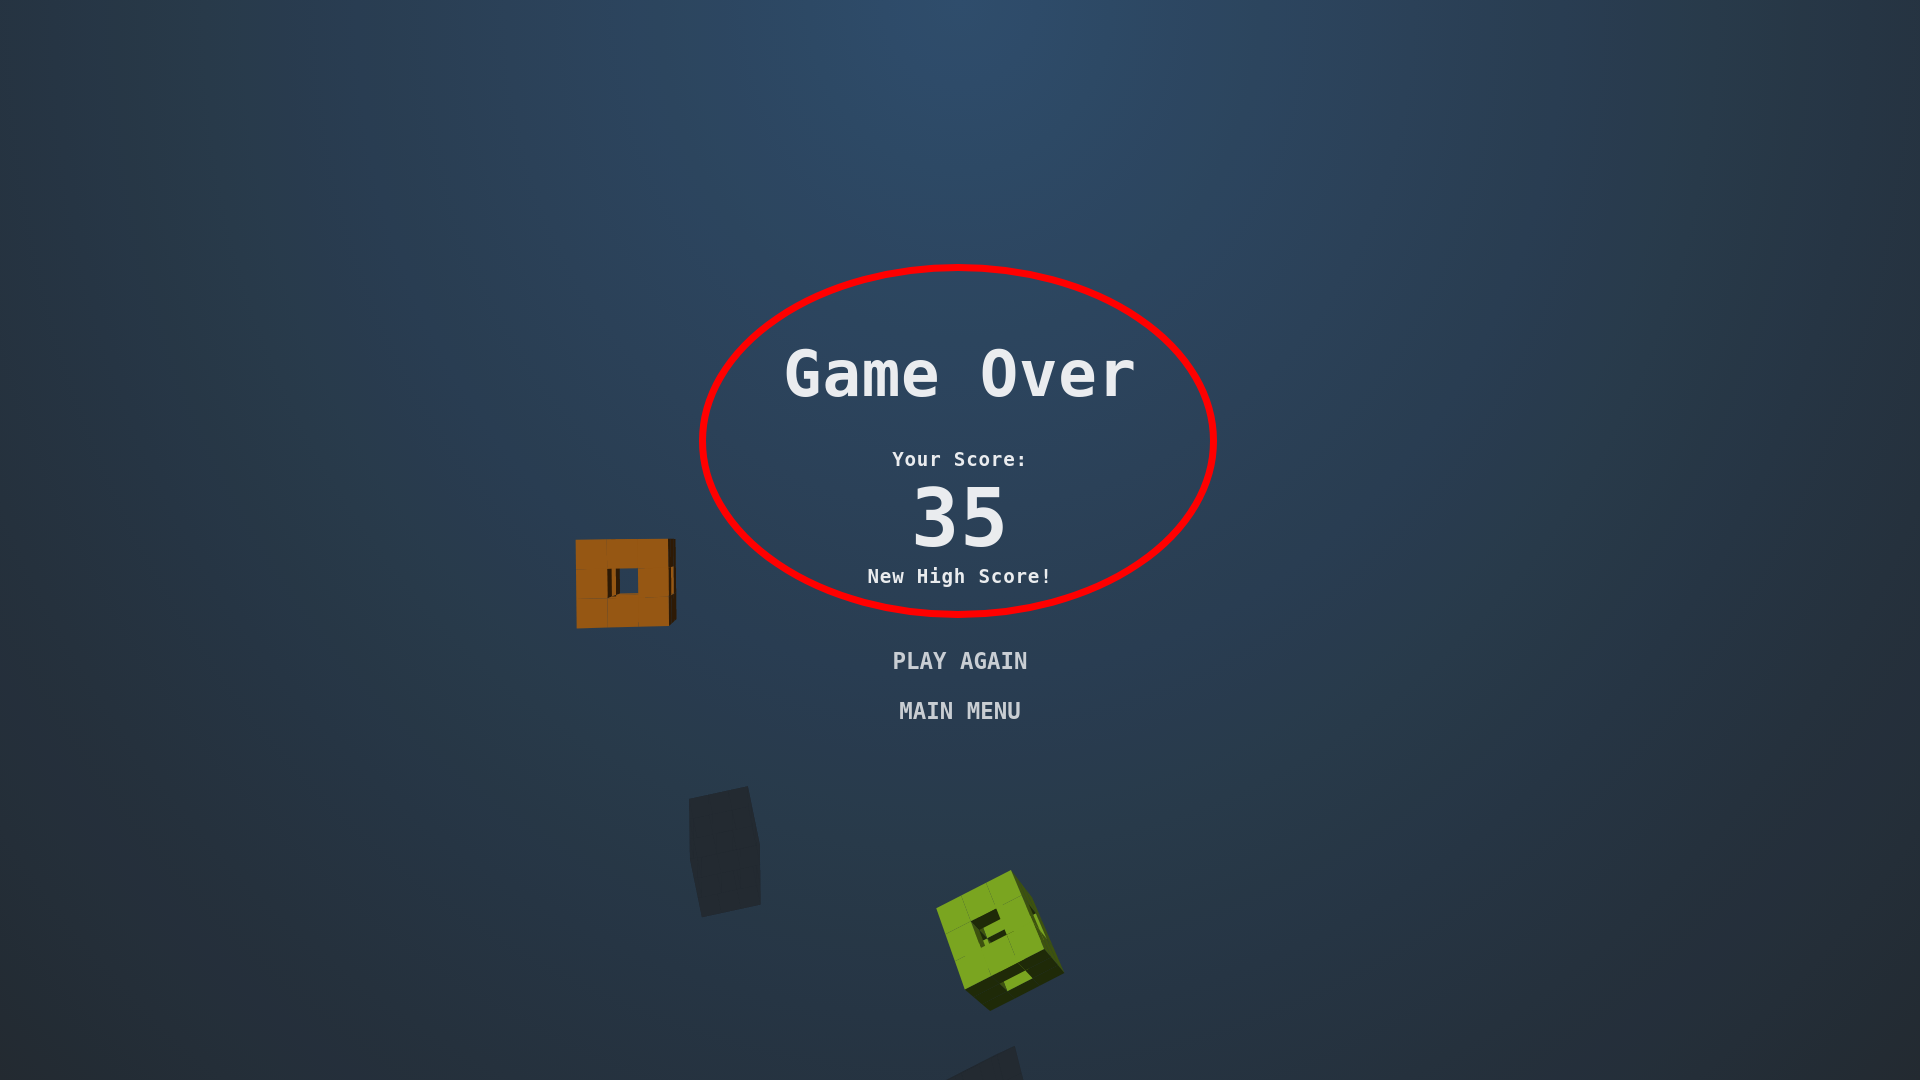 Game Over
Your Score:
35
New High Score!
PLAY AGAIN
MAIN MENU